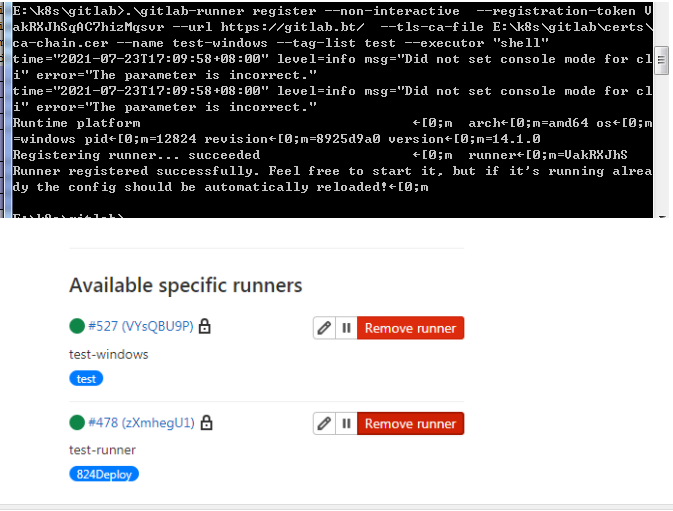 E:\k8s\gitlab>.\gitlab-runner register --non-interactive  --registration-token V
akRXJhSqAC7hizMqsvr --url https://gitlab.bt/  --tls-ca-file E:\k8s\gitlab\certs\
ca-chain.cer --name test-windows --tag-list test --executor "shell"
time="2021-07-23T17:09:58+08:00" level=info msg="Did not set console mode for cl
i" error="The parameter is incorrect."
time="2021-07-23T17:09:58+08:00" level=info msg="Did not set console mode for cl
i" error="The parameter is incorrect."
Runtime platform                                    ←[0;m  arch←[0;m=amd64 os←[0;m
=windows pid←[0;m=12824 revision←[0;m=8925d9a0 version←[0;m=14.1.0
Registering runner... succeeded                     ←[0;m  runner←[0;m=VakRXJhS
Runner registered successfully. Feel free to start it, but if it's running alrea
dy the config should be automatically reloaded!←[0;m
E:\k8s\gitlab>
Available specific runners
#527 (VYsQBU9P) Remove runner
test-windows
test
#478 (zXmhegU1) Remove runner
test-runner
824Deploy